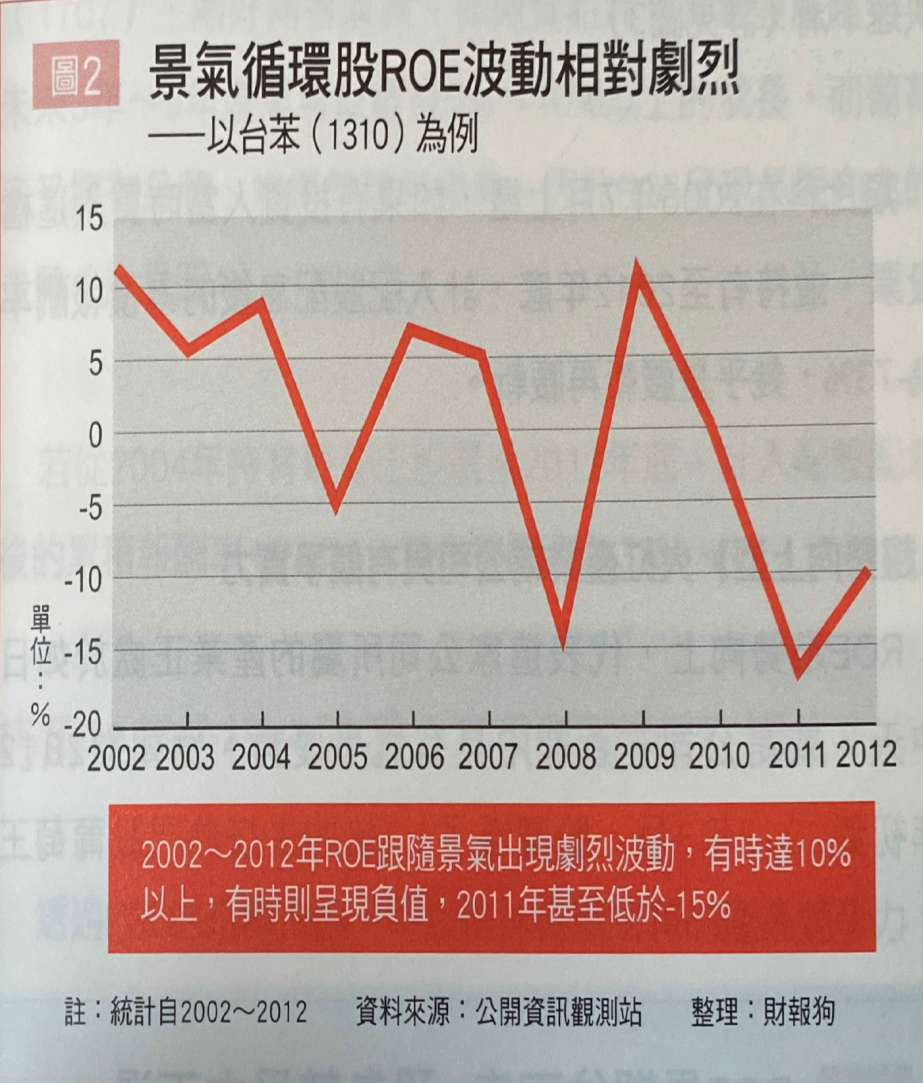 圖2
景氣循環股ROE波動相對劇烈
——以台苯（1310）為例
15
10
5
0
-5
-10
-15
-20
單位：%
2002 2003 2004 2005 2006 2007 2008 2009 2010 2011 2012
2002～2012年ROE跟隨景氣出現劇烈波動，有時達10%
以上，有時則呈現負值，2011年甚至低於-15%
註：統計自2002～2012 資料來源：公開資訊觀測站 整理：財報狗